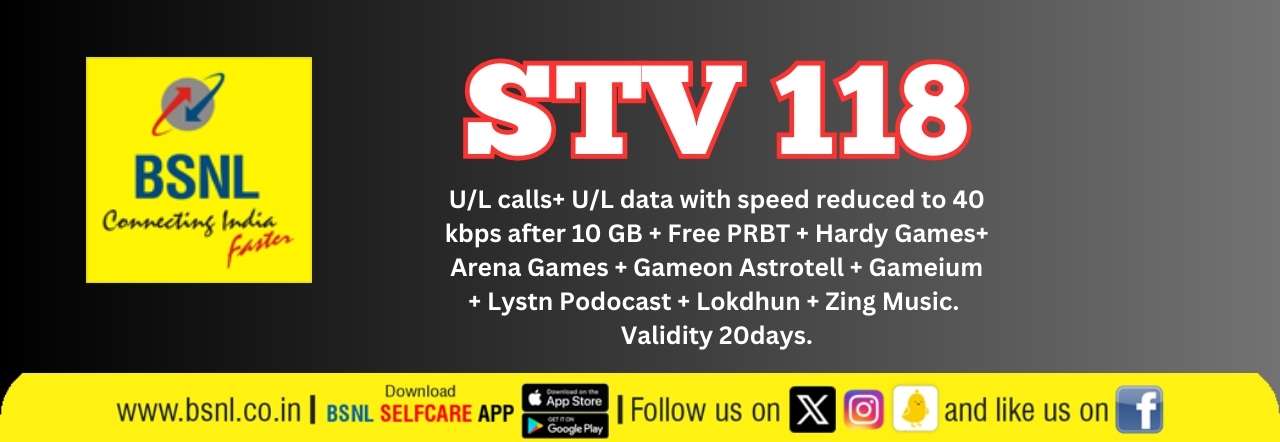 STV 118
BSNL
Connecting India
Faster
U/L calls+ U/L data with speed reduced to 40
kbps after 10 GB + Free PRBT + Hardy Games+
Arena Games + Gameon Astrotell + Gameium
+ Lystn Podocast + Lokdhun + Zing Music.
Validity 20days.
www.bsnl.co.in | Download BSNL SELFCARE APP Download on the App Store GET IT ON Google Play | Follow us on X and like us on f